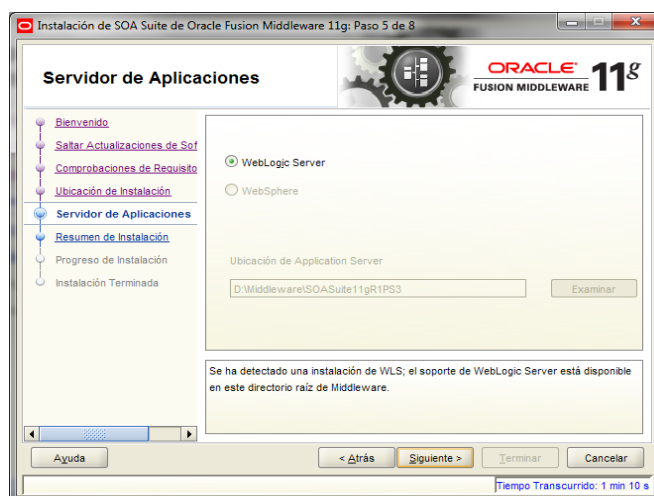 Instalación de SOA Suite de Oracle Fusion Middleware 11g: Paso 5 de 8
Servidor de Aplicaciones
ORACLE
FUSION MIDDLEWARE
11g
Bienvenido
Saltar Actualizaciones de Sof
Comprobaciones de Requisito
Ubicación de Instalación
Servidor de Aplicaciones
Resumen de Instalación
Progreso de Instalación
Instalación Terminada
WebLogic Server
WebSphere
Ubicación de Application Server
D:\Middleware\SOASuite11gR1PS3
Examinar
Se ha detectado una instalación de WLS; el soporte de WebLogic Server está disponible
en este directorio raíz de Middleware.
Ayuda
< Atrás
Siguiente >
Terminar
Cancelar
Tiempo Transcurrido: 1 min 10 s